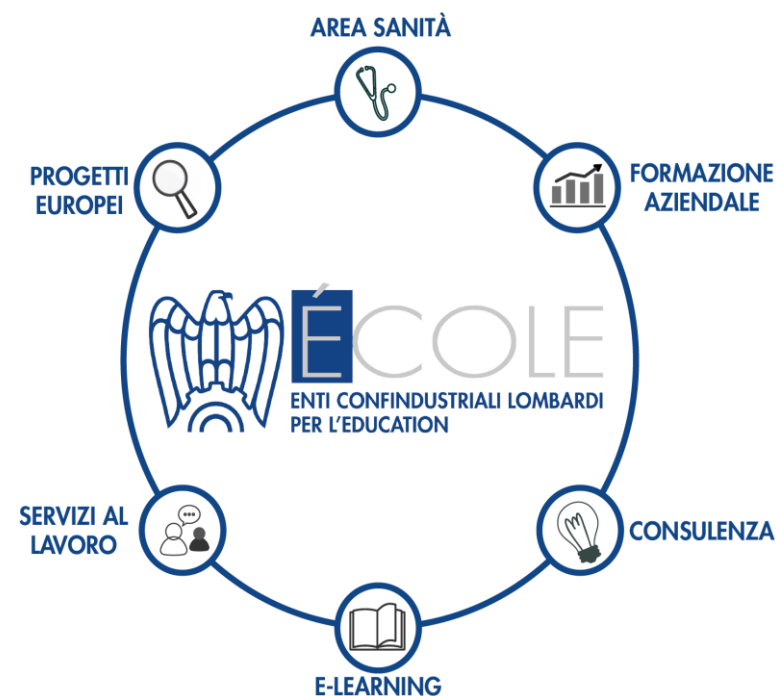 AREA SANITÀ
PROGETTI
EUROPEI
FORMAZIONE
AZIENDALE
ÉCOLE
ENTI CONFINDUSTRIALI LOMBARDI
PER L'EDUCATION
SERVIZI AL
LAVORO
CONSULENZA
E-LEARNING